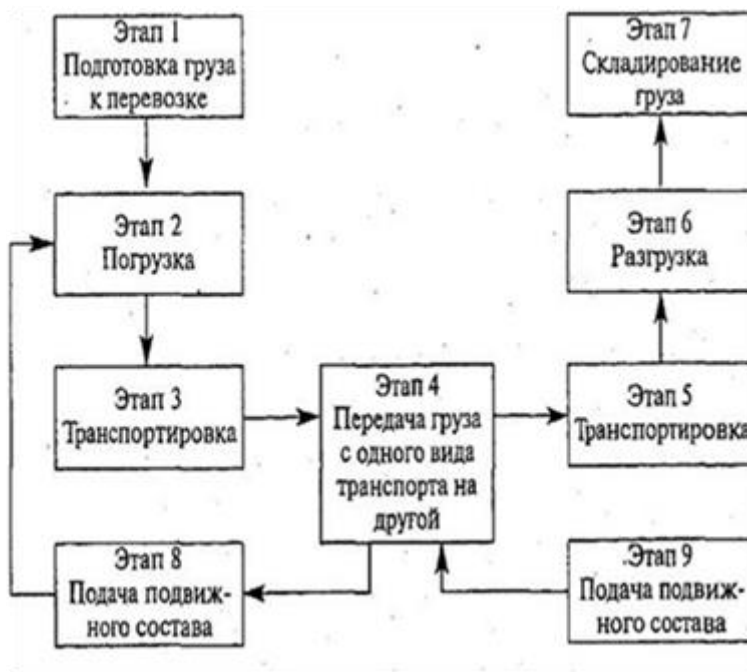 Этап 1
Подготовка груза
к перевозке
Этап 2
Погрузка
Этап 3
Транспортировка
Этап 4
Передача груза
с одного вида
транспорта на
другой
Этап 5
Транспортировка
Этап 6
Разгрузка
Этап 7
Складирование
груза
Этап 8
Подача подвиж-
ного состава
Этап 9
Подача подвиж-
ного состава